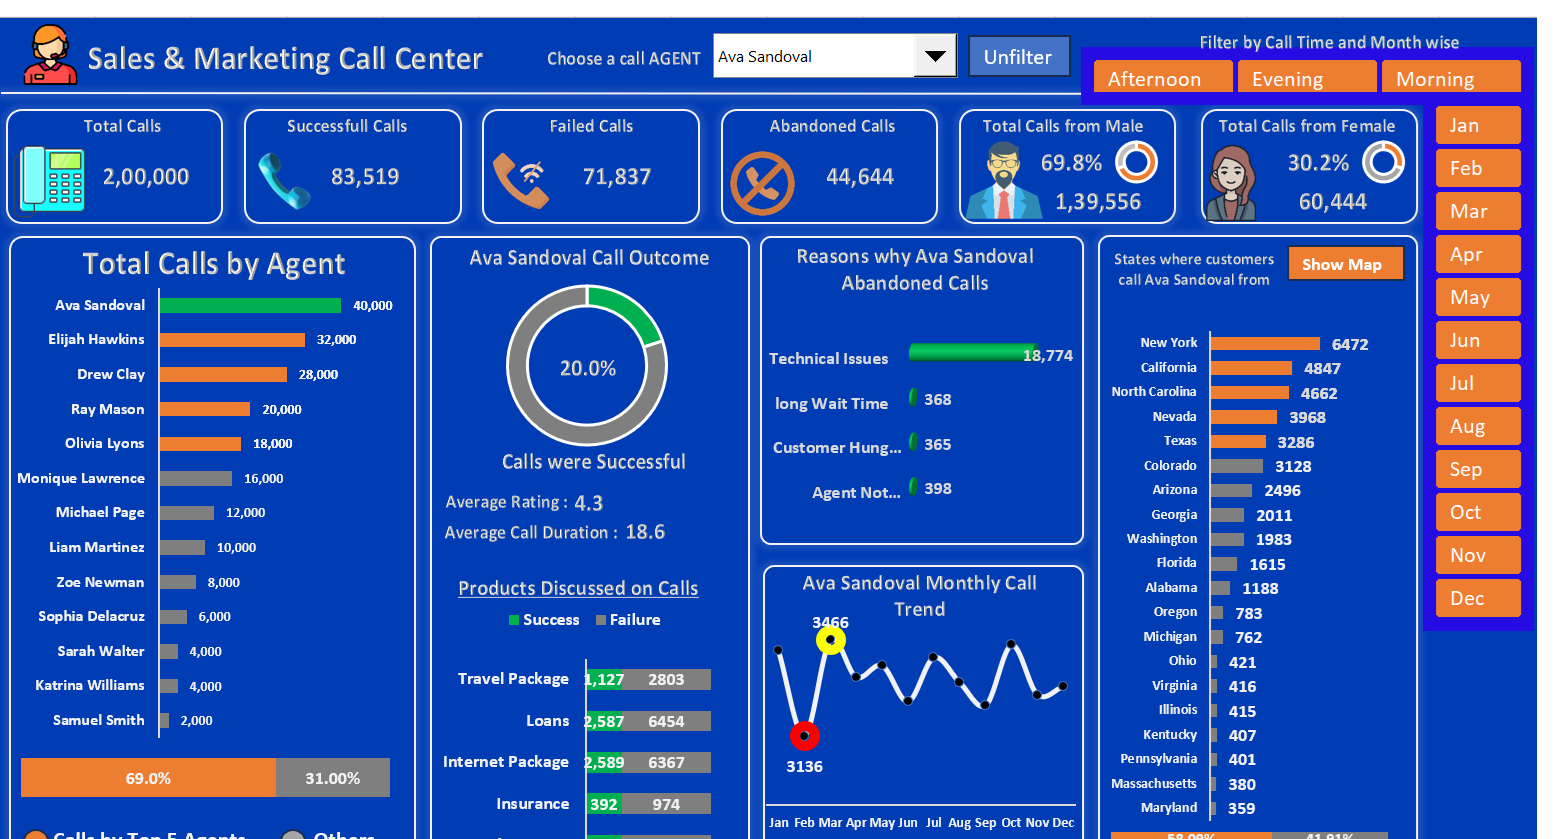 Sales & Marketing Call Center
Choose a call AGENT
Ava Sandoval
Unfilter
Filter by Call Time and Month wise
Afternoon
Evening
Morning
Total Calls
2,00,000
Successfull Calls
83,519
Failed Calls
71,837
Abandoned Calls
44,644
Total Calls from Male
69.8%
1,39,556
Total Calls from Female
30.2%
60,444
Jan
Feb
Mar
Apr
May
Jun
Jul
Aug
Sep
Oct
Nov
Dec
Total Calls by Agent
Ava Sandoval 40,000
Elijah Hawkins 32,000
Drew Clay 28,000
Ray Mason 20,000
Olivia Lyons 18,000
Monique Lawrence 16,000
Michael Page 12,000
Liam Martinez 10,000
Zoe Newman 8,000
Sophia Delacruz 6,000
Sarah Walter 4,000
Katrina Williams 4,000
Samuel Smith 2,000
69.0% 31.00%
Calls by Top 5 Agents Others
Ava Sandoval Call Outcome
20.0%
Calls were Successful
Average Rating : 4.3
Average Call Duration : 18.6
Products Discussed on Calls
Success Failure
Travel Package 1,127 2803
Loans 2,587 6454
Internet Package 2,589 6367
Insurance 392 974
Reasons why Ava Sandoval
Abandoned Calls
Technical Issues 18,774
long Wait Time 368
Customer Hung... 365
Agent Not... 398
Ava Sandoval Monthly Call
Trend
3466
3136
Jan Feb Mar Apr May Jun Jul Aug Sep Oct Nov Dec
States where customers
call Ava Sandoval from
Show Map
New York 6472
California 4847
North Carolina 4662
Nevada 3968
Texas 3286
Colorado 3128
Arizona 2496
Georgia 2011
Washington 1983
Florida 1615
Alabama 1188
Oregon 783
Michigan 762
Ohio 421
Virginia 416
Illinois 415
Kentucky 407
Pennsylvania 401
Massachusetts 380
Maryland 359
58.09% 41.91%